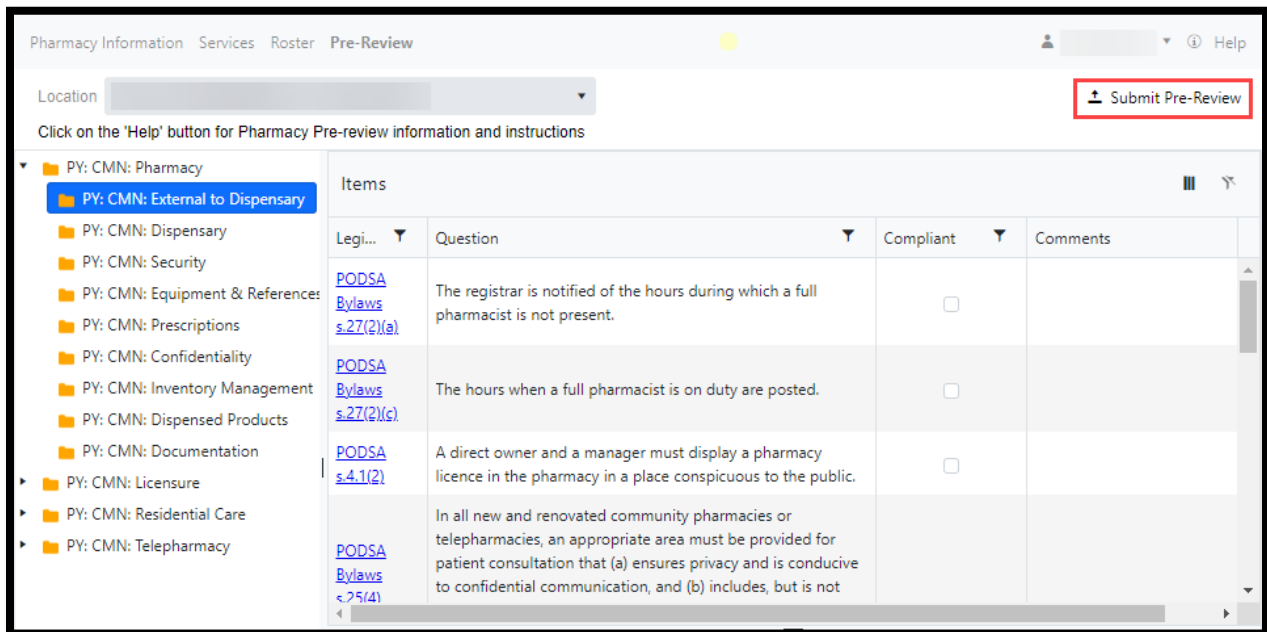 Pharmacy Information Services Roster Pre-Review Help
Location Submit Pre-Review
Click on the 'Help' button for Pharmacy Pre-review information and instructions
PY: CMN: Pharmacy
PY: CMN: External to Dispensary
PY: CMN: Dispensary
PY: CMN: Security
PY: CMN: Equipment & References
PY: CMN: Prescriptions
PY: CMN: Confidentiality
PY: CMN: Inventory Management
PY: CMN: Dispensed Products
PY: CMN: Documentation
PY: CMN: Licensure
PY: CMN: Residential Care
PY: CMN: Telepharmacy
Items
Legi... Question Compliant Comments
PODSA
Bylaws
s.27(2)(a)
The registrar is notified of the hours during which a full
pharmacist is not present.
PODSA
Bylaws
s.27(2)(c)
The hours when a full pharmacist is on duty are posted.
PODSA
s.4.1(2)
A direct owner and a manager must display a pharmacy
licence in the pharmacy in a place conspicuous to the public.
PODSA
Bylaws
s.25(4)
In all new and renovated community pharmacies or
telepharmacies, an appropriate area must be provided for
patient consultation that (a) ensures privacy and is conducive
to confidential communication, and (b) includes, but is not